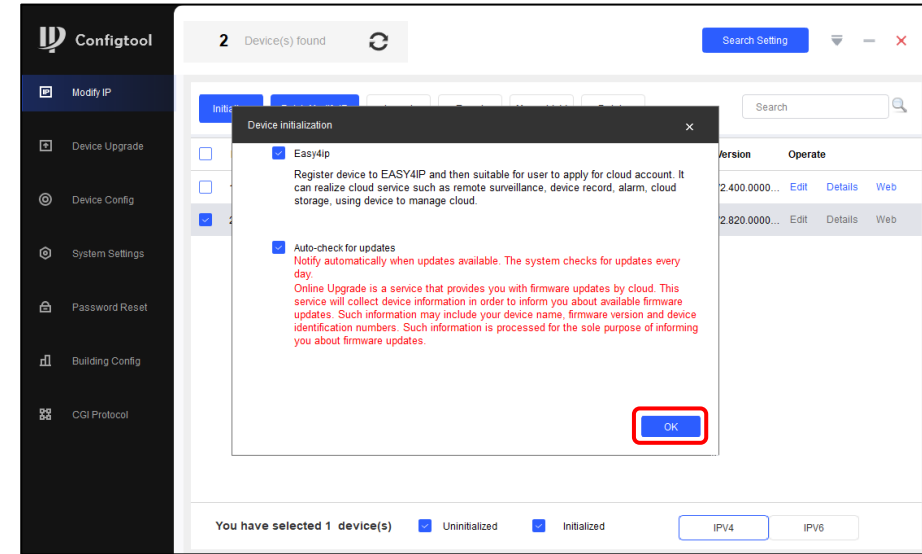 Configtool
2 Device(s) found
Search Setting
Modify IP
Search
Device initialization
Device Upgrade
Easy4ip
Version Operate
Register device to EASY4IP and then suitable for user to apply for cloud account. It
can realize cloud service such as remote surveillance, device record, alarm, cloud
storage, using device to manage cloud.
2.400.0000... Edit Details Web
Device Config
2.820.0000... Edit Details Web
Auto-check for updates
System Settings
Notify automatically when updates available. The system checks for updates every
day.
Online Upgrade is a service that provides you with firmware updates by cloud. This
service will collect device information in order to inform you about available firmware
updates. Such information may include your device name, firmware version and device
identification numbers. Such information is processed for the sole purpose of informing
you about firmware updates.
Password Reset
Building Config
CGI Protocol
OK
You have selected 1 device(s) Uninitialized Initialized IPV4 IPV6